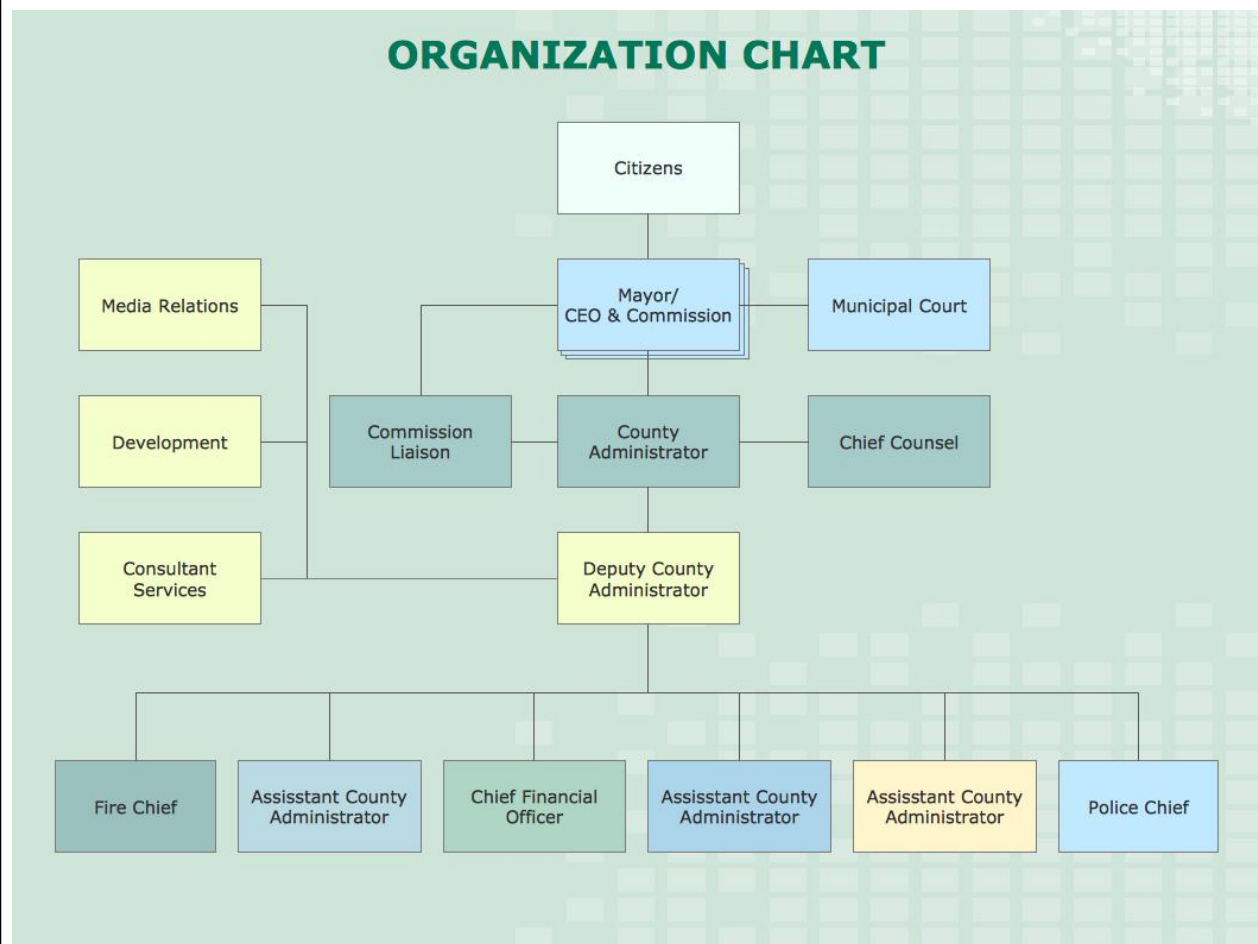 ORGANIZATION CHART
Citizens
Media Relations
Mayor/
CEO & Commission
Municipal Court
Development
Commission
Liaison
County
Administrator
Chief Counsel
Consultant
Services
Deputy County
Administrator
Fire Chief
Assisstant County
Administrator
Chief Financial
Officer
Assisstant County
Administrator
Assisstant County
Administrator
Police Chief